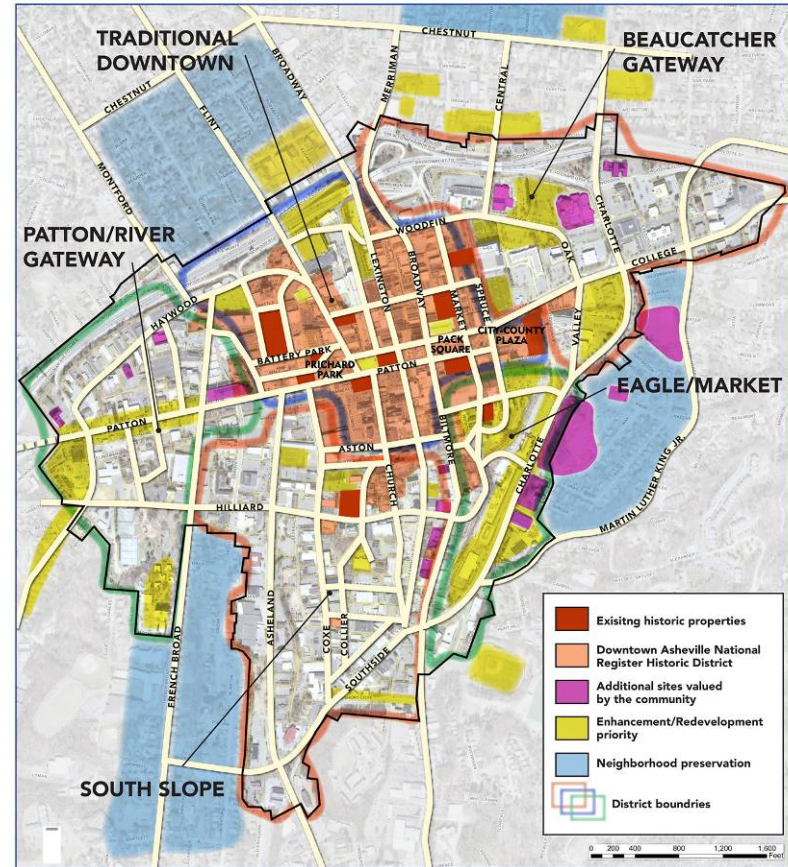 TRADITIONAL
DOWNTOWN
BEAUCATCHER
GATEWAY
CHESTNUT
CHESTNUT
BROADWAY
MERRIMAN
CENTRAL
FLINT
MONTFORD
PATTON/RIVER
GATEWAY
WOODFIN
CHARLOTTE
OAK
COLLEGE
HAYWOOD
LEXINGTON
BROADWAY
MARKET
SPRUCE
VALLEY
CITY-COUNTY
PLAZA
PACK
SQUARE
BATTERY PARK
PRICHARD
PARK
PATTON
EAGLE/MARKET
PATTON
ASTON
BILTMORE
CHURCH
CHARLOTTE
MARTIN LUTHER KING JR.
HILLIARD
ASHELAND
COXE
COLLIER
SOUTHSIDE
FRENCH BROAD
SOUTH SLOPE
Exisitng historic properties
Downtown Asheville National
Register Historic District
Additional sites valued
by the community
Enhancement/Redevelopment
priority
Neighborhood preservation
District boundries
0 200 400 800 1,200 1,600
Feet